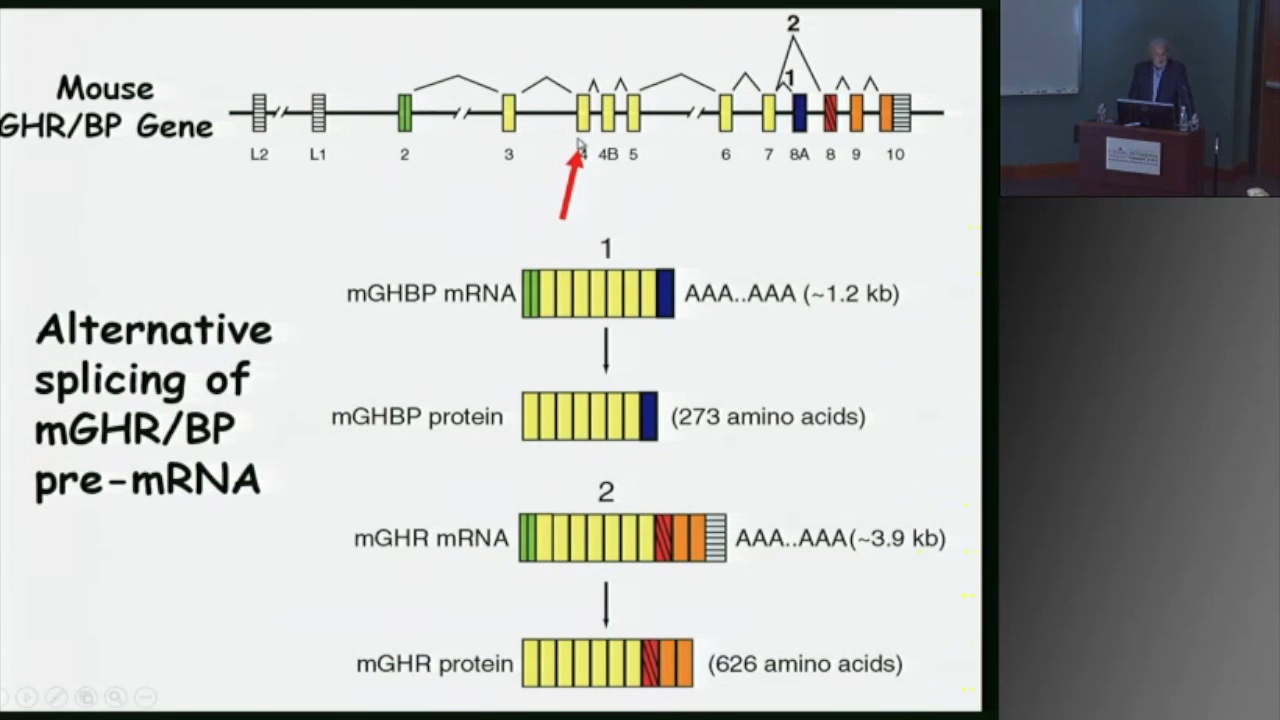 2
1
Mouse
GHR/BP Gene
L2 L1 2 3 4 4B 5 6 7 8A 8 9 10
1
mGHBP mRNA AAA..AAA (~1.2 kb)
Alternative
splicing of
mGHR/BP
pre-mRNA
mGHBP protein (273 amino acids)
2
mGHR mRNA AAA..AAA(~3.9 kb)
mGHR protein (626 amino acids)